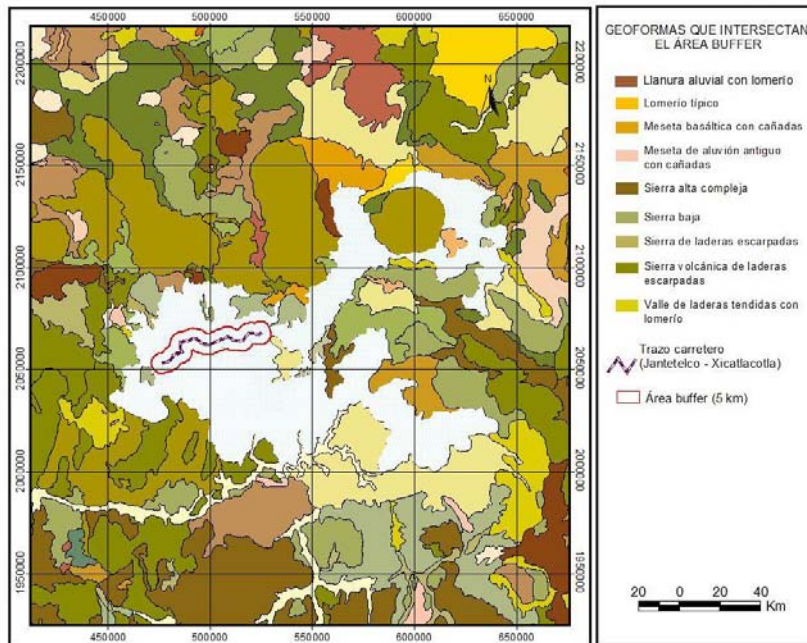 450000 500000 550000 600000 650000
2200000
2150000
2100000
2050000
2000000
1950000
N
2200000
2150000
2100000
2050000
2000000
1950000
450000 500000 550000 600000 650000
GEOFORMAS QUE INTERSECTAN
EL ÁREA BUFFER
Llanura aluvial con lomerío
Lomerío típico
Meseta basáltica con cañadas
Meseta de aluvión antiguo
con cañadas
Sierra alta compleja
Sierra baja
Sierra de laderas escarpadas
Sierra volcánica de laderas
escarpadas
Valle de laderas tendidas con
lomerío
Trazo carretero
(Jantetelco - Xicatlacotla)
Área buffer (5 km)
20 0 20 40
Km